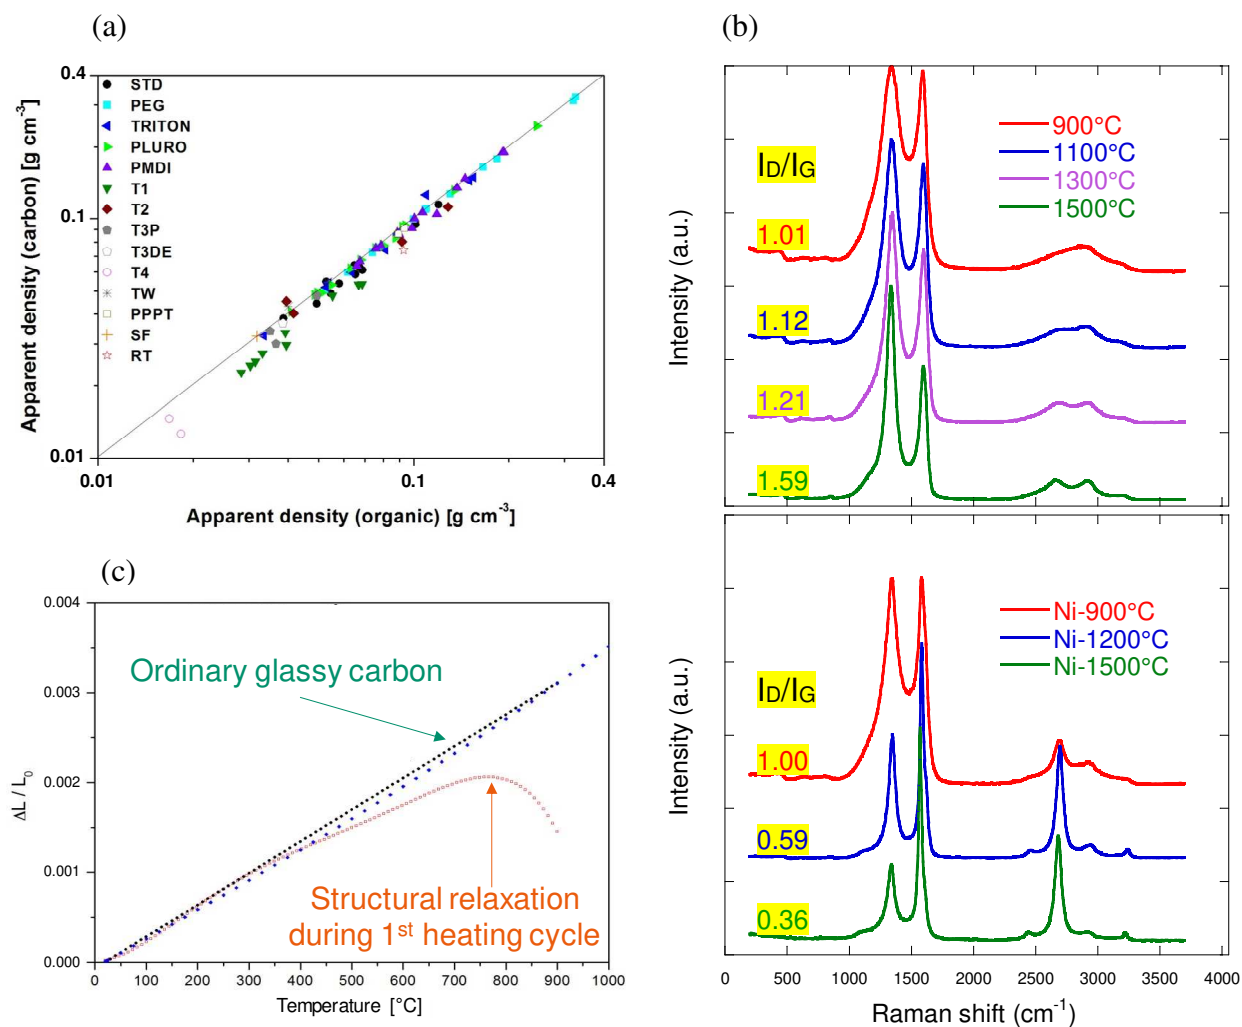 (a)
Apparent density (carbon) [g cm-3]
0.4
0.1
0.01
STD
PEG
TRITON
PLURO
PMDI
T1
T2
T3P
T3DE
T4
TW
PPPT
SF
RT
0.01
0.1
0.4
Apparent density (organic) [g cm-3]
(b)
Intensity (a.u.)
ID/IG
900°C
1100°C
1300°C
1500°C
1.01
1.12
1.21
1.59
Intensity (a.u.)
ID/IG
Ni-900°C
Ni-1200°C
Ni-1500°C
1.00
0.59
0.36
0
500
1000
1500
2000
2500
3000
3500
4000
Raman shift (cm-1)
(c)
ΔL / L0
0.004
0.003
0.002
0.001
0.000
Ordinary glassy carbon
Structural relaxation
during 1st heating cycle
0
100
200
300
400
500
600
700
800
900
1000
Temperature [°C]